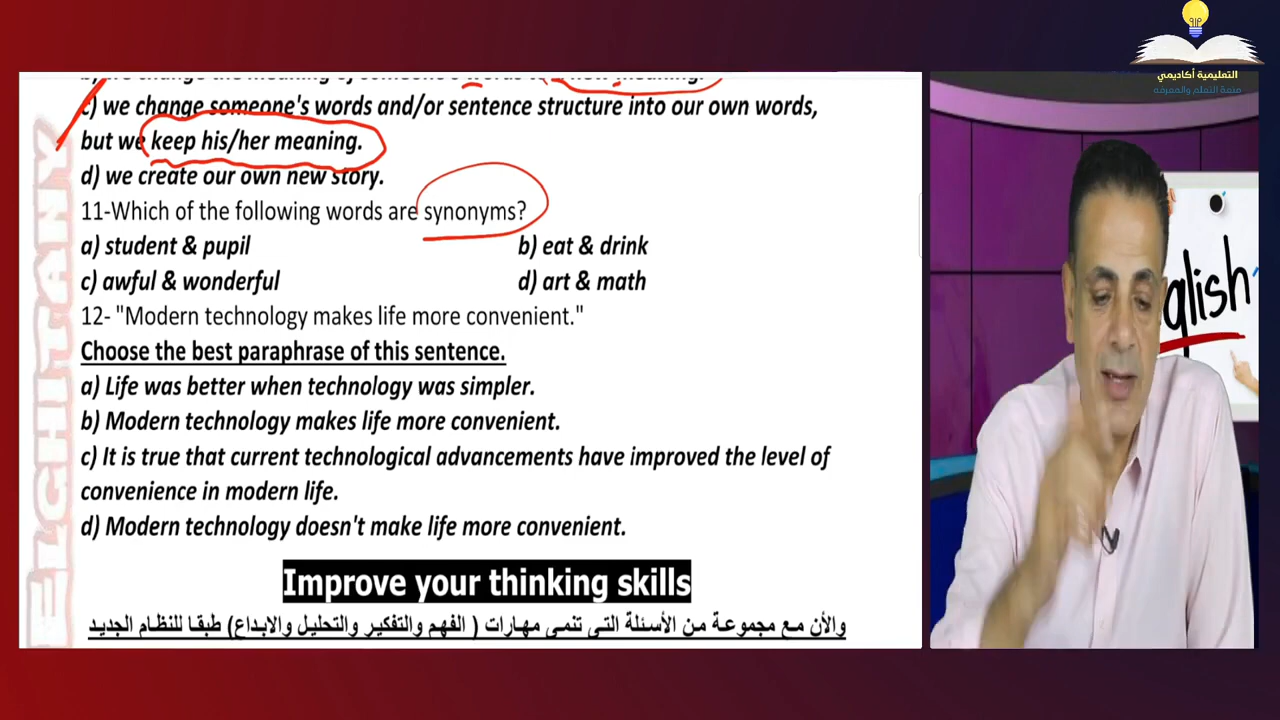 التعليمية أكاديمي
منصة التعلم والمعرفة
c) we change someone's words and/or sentence structure into our own words,
but we keep his/her meaning.
d) we create our own new story.
11-Which of the following words are synonyms?
a) student & pupil b) eat & drink
c) awful & wonderful d) art & math
12- "Modern technology makes life more convenient."
Choose the best paraphrase of this sentence.
a) Life was better when technology was simpler.
b) Modern technology makes life more convenient.
c) It is true that current technological advancements have improved the level of
convenience in modern life.
d) Modern technology doesn't make life more convenient.
Improve your thinking skills
والأن مع مجموعة من الأسئلة التى تنمى مهارات ( الفهم والتفكير والتحليل والابداع) طبقا للنظام الجديد
ELGHITANY
glish